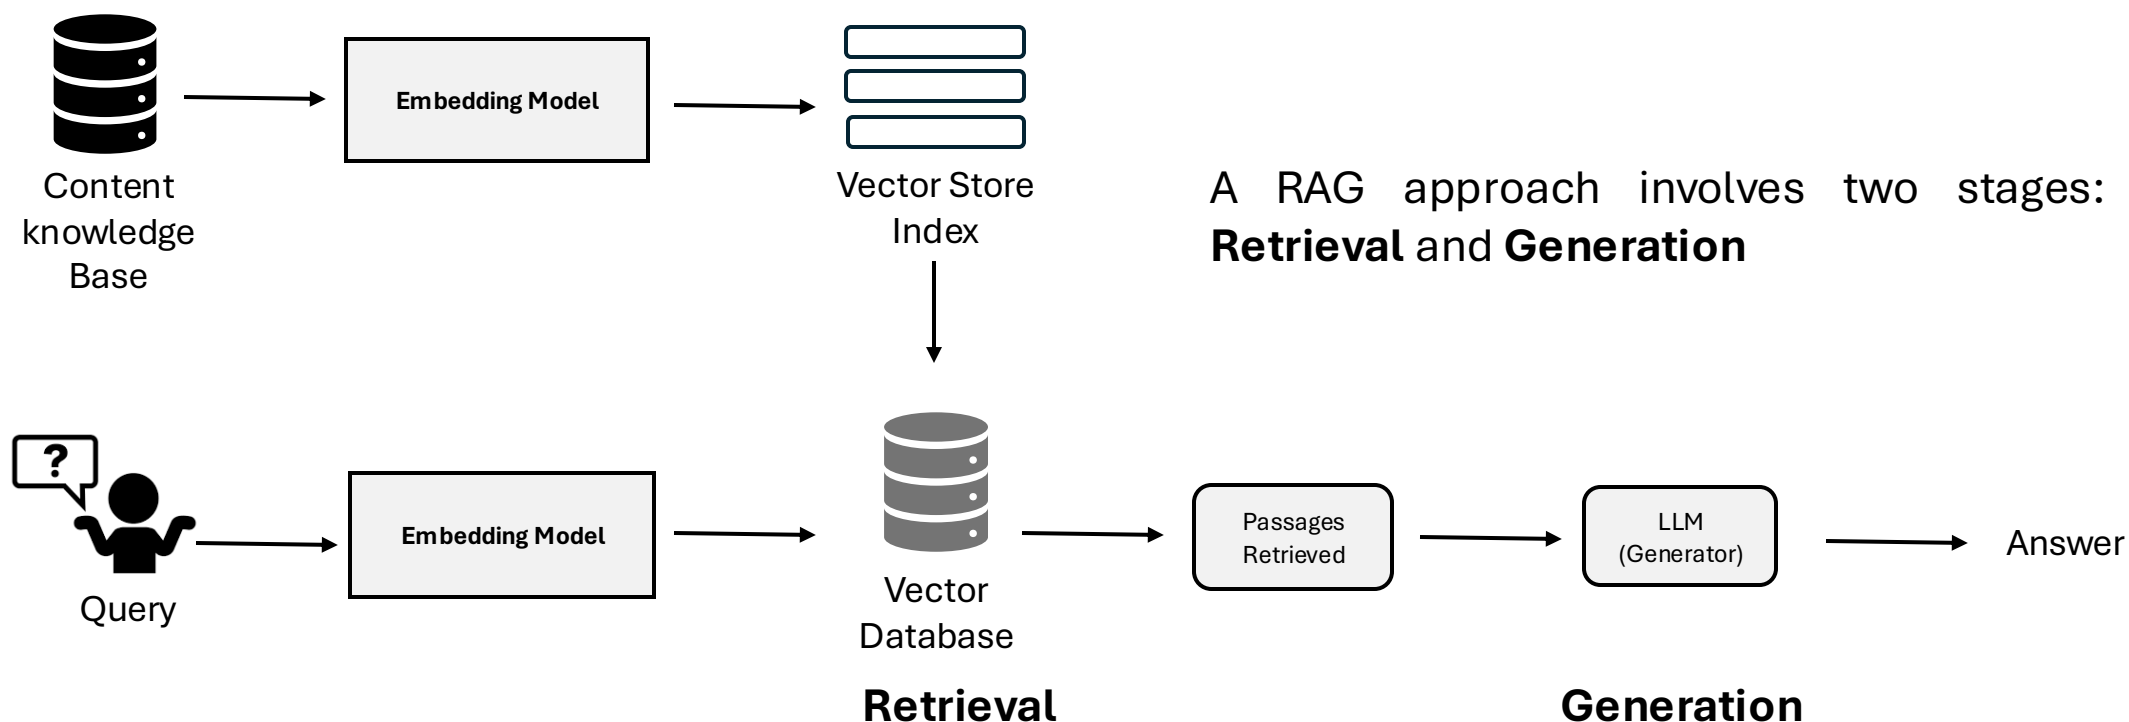 Embedding Model
Content
knowledge
Base
Vector Store
Index
A RAG approach involves two stages:
Retrieval and Generation
?
Query
Embedding Model
Vector
Database
Passages
Retrieved
LLM
(Generator)
Answer
Retrieval
Generation